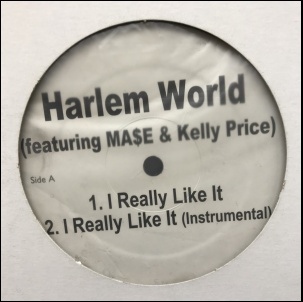 Harlem World
(featuring MA$E & Kelly Price)
Side A
1. I Really Like It
2. I Really Like It (Instrumental)